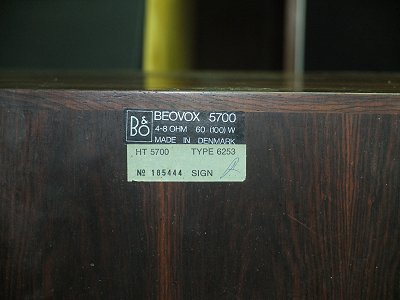 B&O
BEOVOX 5700
4-8 OHM 60 (100) W
MADE IN DENMARK
HT 5700 TYPE 6253
No 185444 SIGN